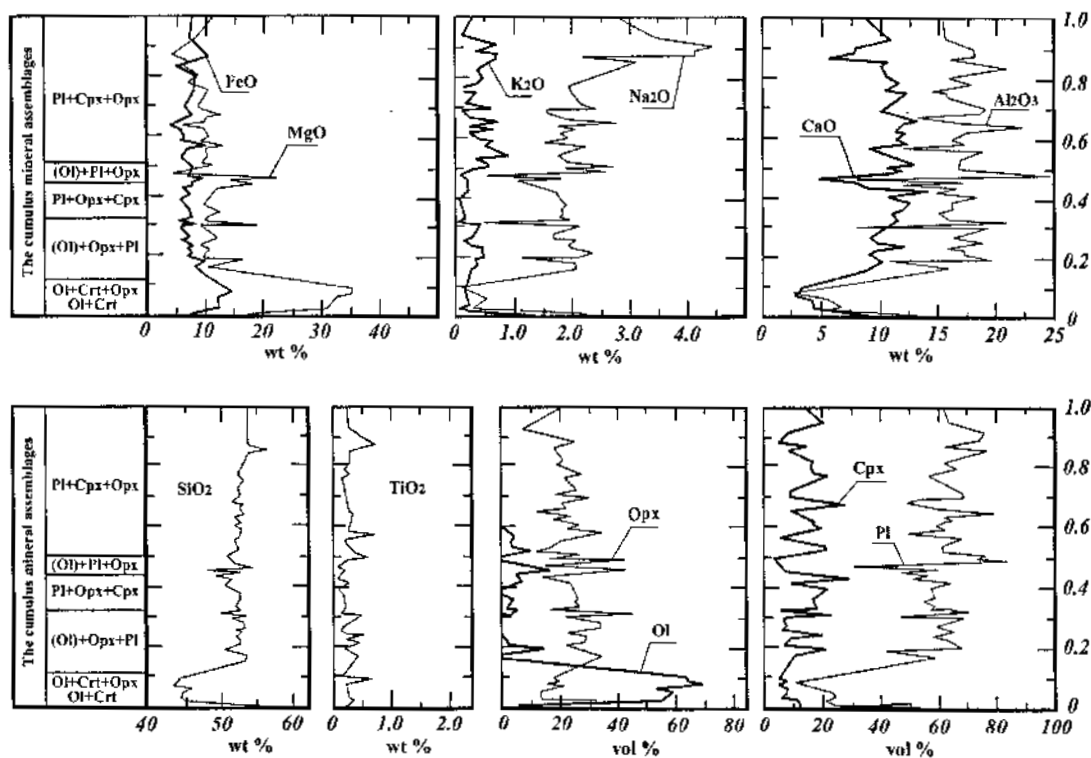 The cumulus mineral assemblages
Pl+Cpx+Opx
(Ol)+Pl+Opx
Pl+Opx+Cpx
(Ol)+Opx+Pl
Ol+Crt+Opx
Ol+Crt
FeO
MgO
0 10 20 30 40
wt %
K2O
Na2O
0 1.0 2.0 3.0 4.0
wt %
CaO
Al2O3
0 5 10 15 20 25
wt %
1.0
0.8
0.6
0.4
0.2
0
The cumulus mineral assemblages
Pl+Cpx+Opx
(Ol)+Pl+Opx
Pl+Opx+Cpx
(Ol)+Opx+Pl
Ol+Crt+Opx
Ol+Crt
SiO2
40 50 60
wt %
TiO2
0 1.0 2.0
wt %
Opx
Ol
0 20 40 60 80
vol %
Cpx
Pl
0 20 40 60 80 100
vol %
1.0
0.8
0.6
0.4
0.2
0